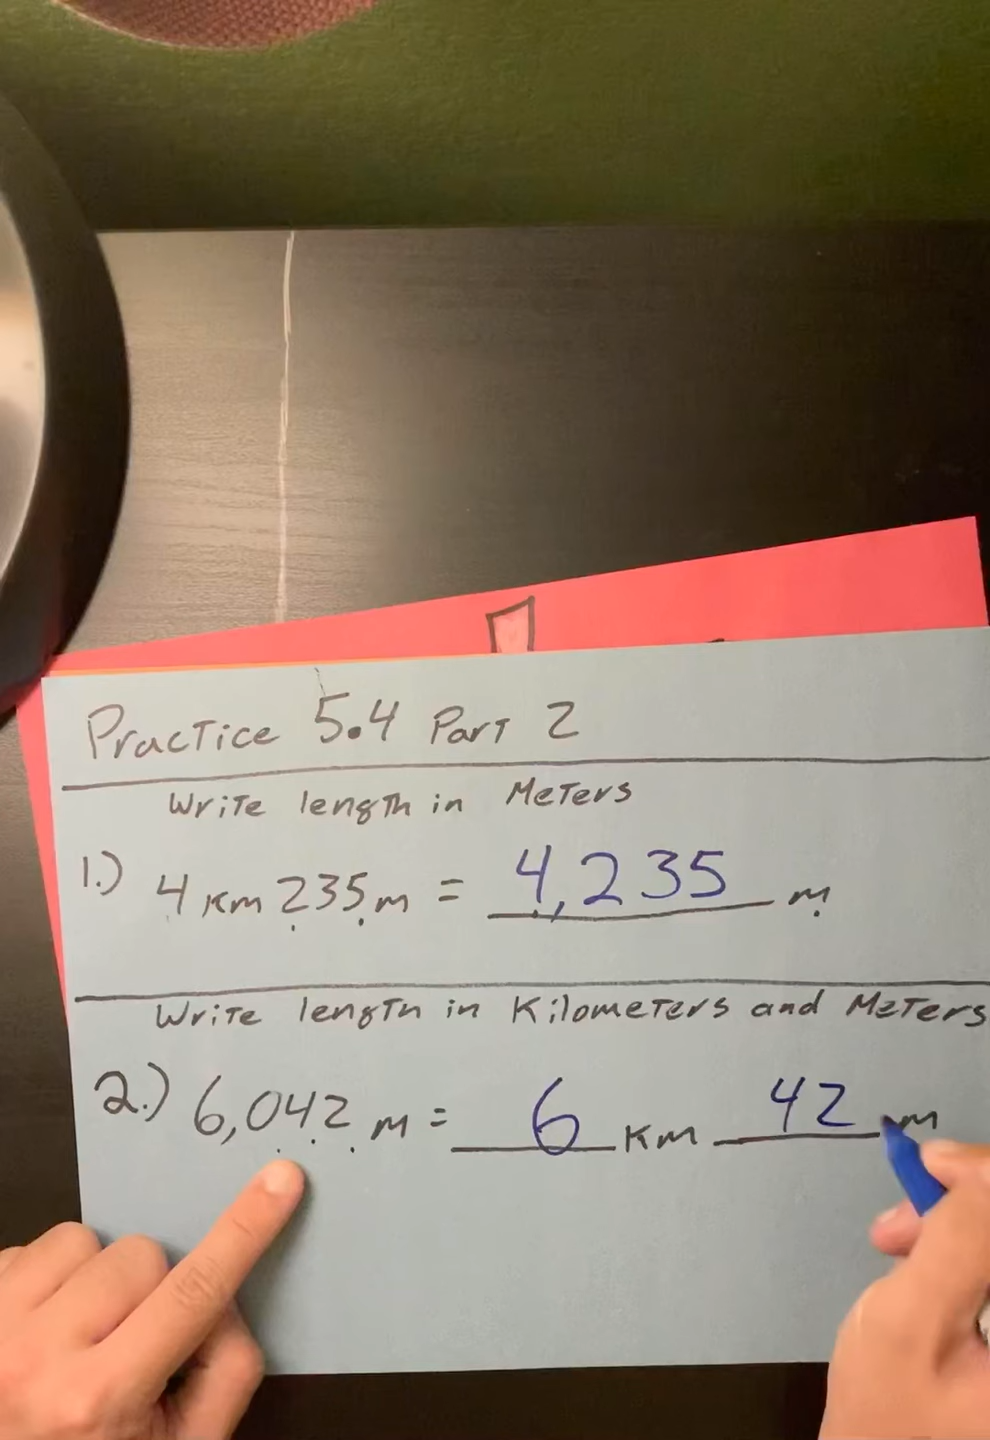 Practice 5.4 Part 2
Write length in Meters
1.) 4 Km 235 m = 4,235 m
Write length in Kilometers and Meters
2.) 6,042 m = 6 Km 42 m